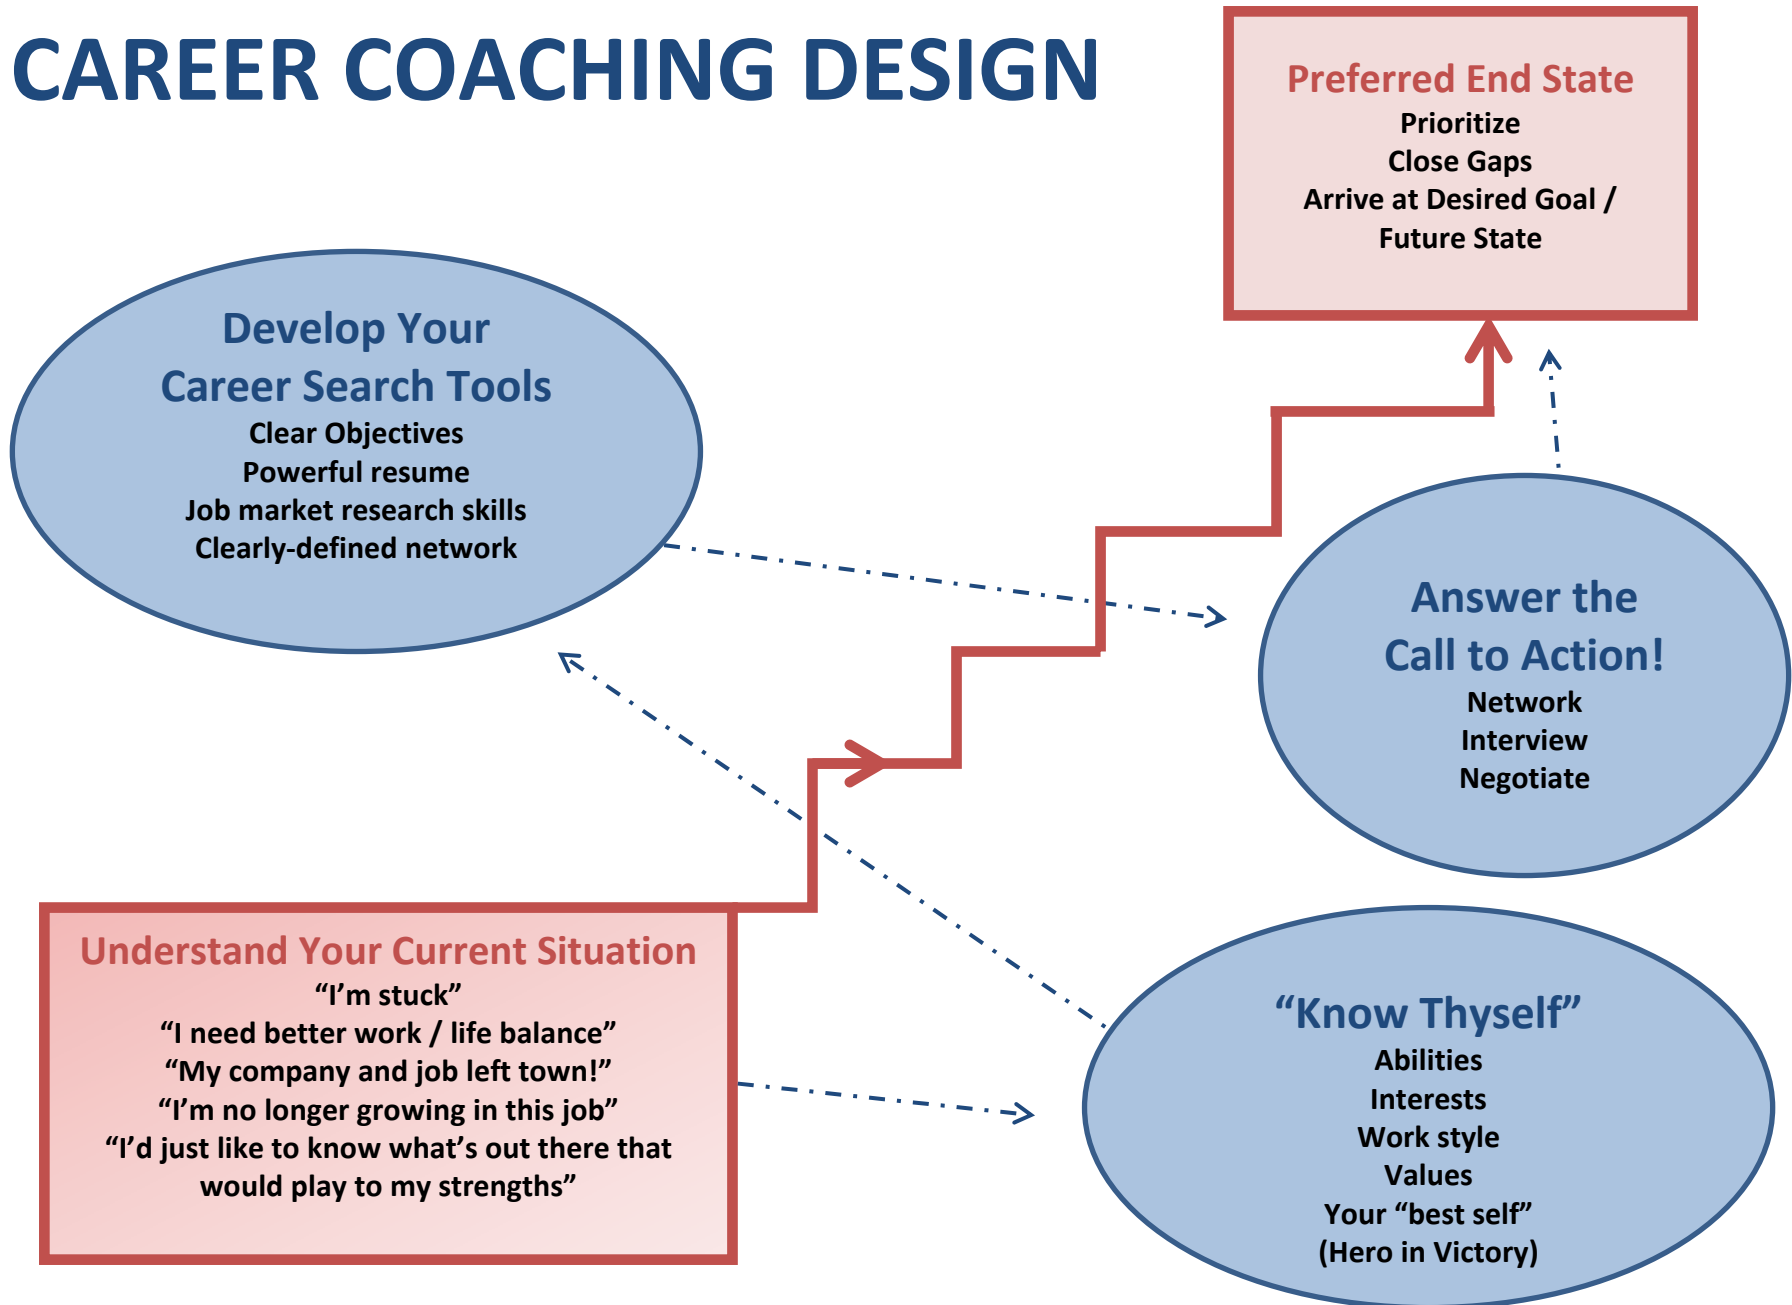 CAREER COACHING DESIGN
Preferred End State
Prioritize
Close Gaps
Arrive at Desired Goal /
Future State
Develop Your
Career Search Tools
Clear Objectives
Powerful resume
Job market research skills
Clearly-defined network
Answer the
Call to Action!
Network
Interview
Negotiate
Understand Your Current Situation
“I’m stuck”
“I need better work / life balance”
“My company and job left town!”
“I’m no longer growing in this job”
“I’d just like to know what’s out there that
would play to my strengths”
“Know Thyself”
Abilities
Interests
Work style
Values
Your “best self”
(Hero in Victory)